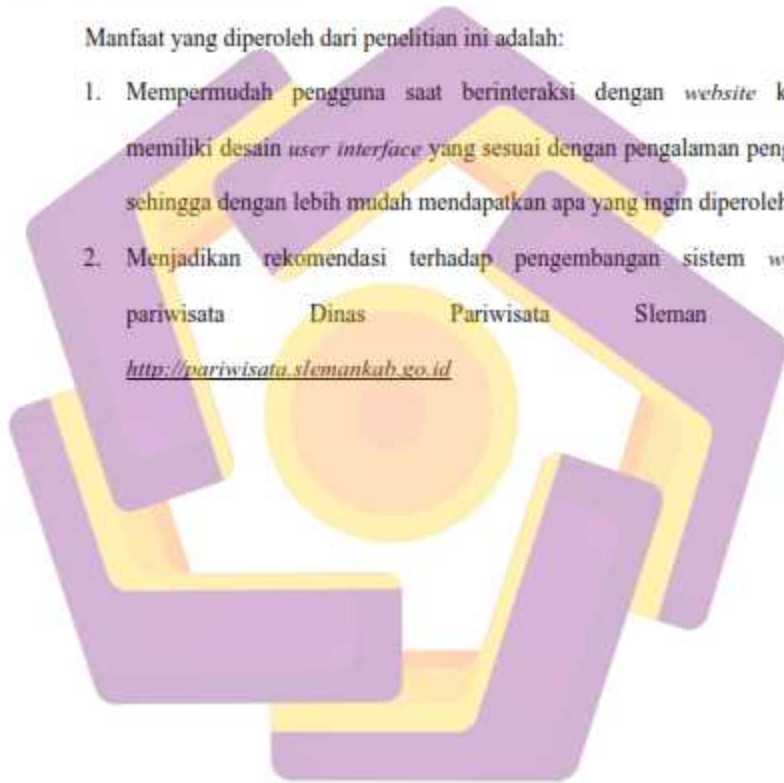 Manfaat yang diperoleh dari penelitian ini adalah:
1. Mempermudah pengguna saat berinteraksi dengan website
memiliki desain user interface yang sesuai dengan pengalaman
sehingga dengan lebih mudah mendapatkan apa yang ingin diperoleh
2. Menjadikan rekomendasi terhadap pengembangan sistem
pariwisata Dinas Pariwisata Sleman
http://pariwisata.slemankab.go.id